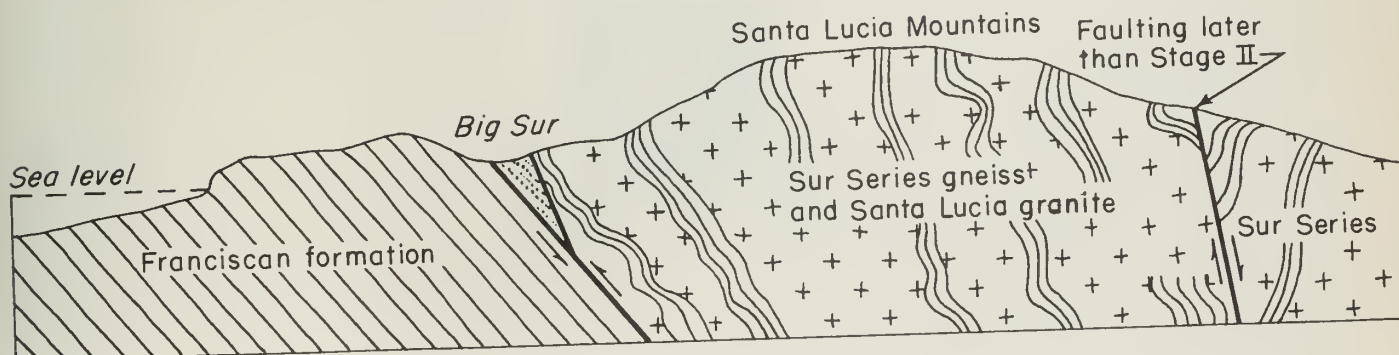 Santa Lucia Mountains
Faulting later
than Stage II
Big Sur
Sea level
Sur Series gneiss
and Santa Lucia granite
Sur Series
Franciscan formation